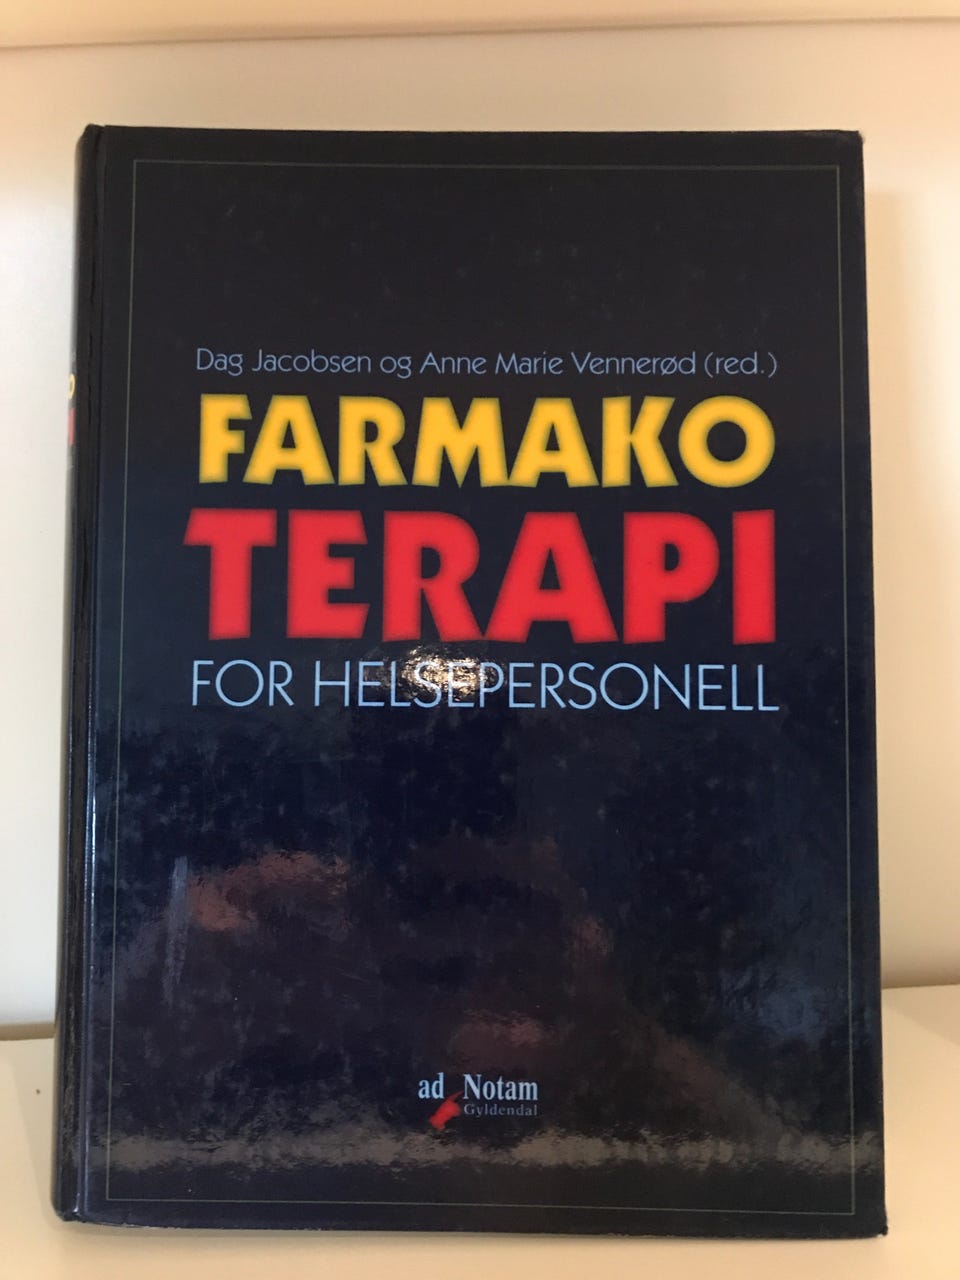 Dag Jacobsen og Anne Marie Vennerød (red.)
FARMAKO
TERAPI
FOR HELSEPERSONELL
ad Notam
Gyldendal